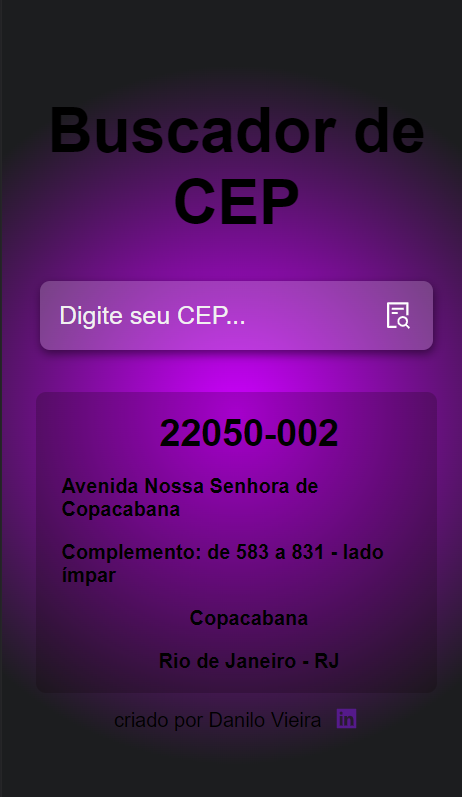 Buscador de
CEP
Digite seu CEP...
22050-002
Avenida Nossa Senhora de
Copacabana
Complemento: de 583 a 831 - lado
ímpar
Copacabana
Rio de Janeiro - RJ
criado por Danilo Vieira in